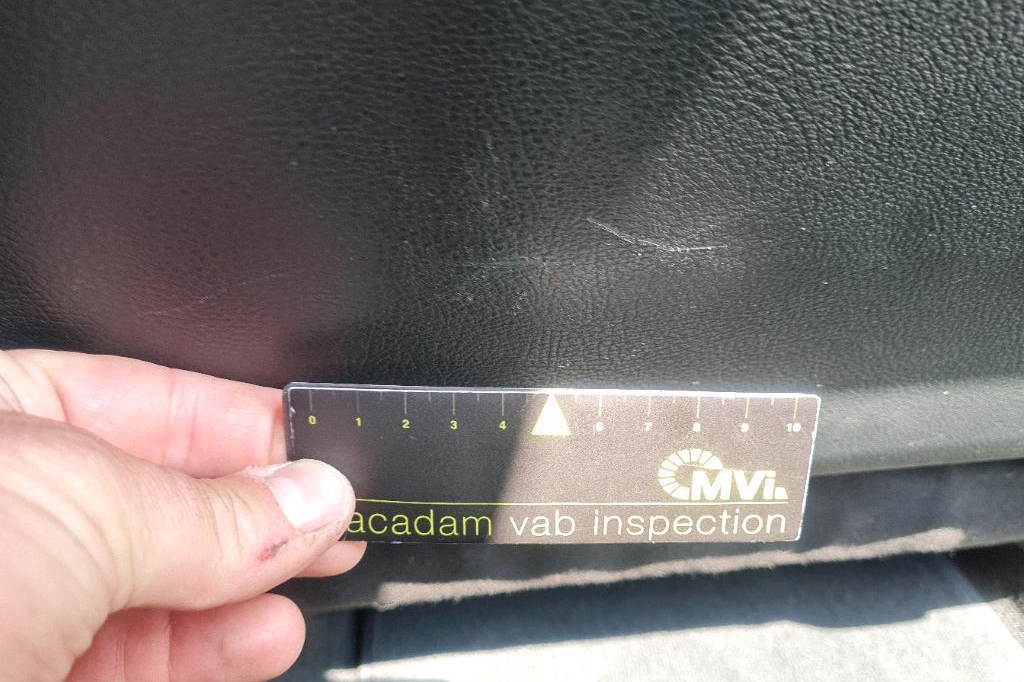 0 1 2 3 4 6 7 8 9 10
MVi
acadam vab inspection